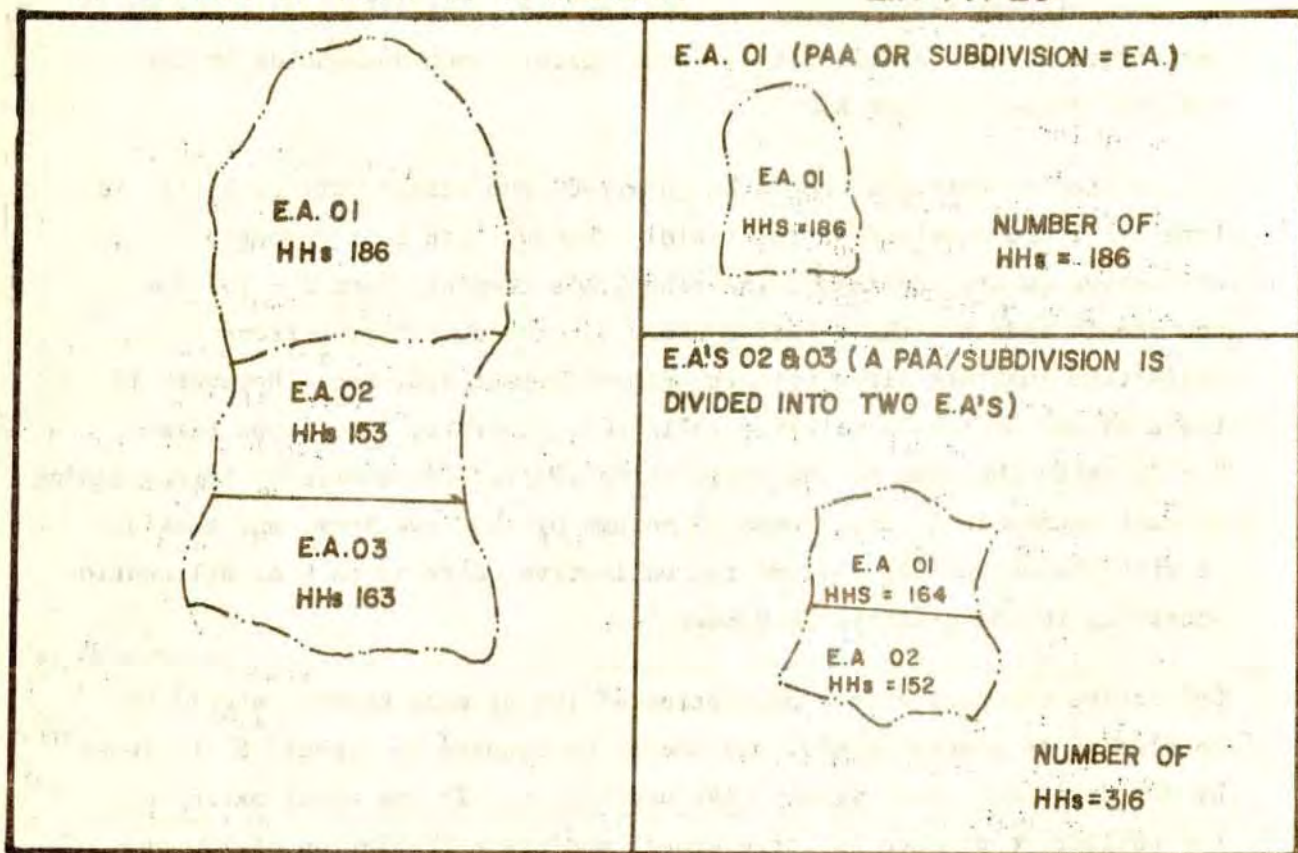 E.A. 01
HHs 186
E.A. 02
HHs 153
E.A. 03
HHs 163
E.A. 01 (PAA OR SUBDIVISION = EA.)
E.A. 01
HHS =186
NUMBER OF
HHs = 186
E.A'S 02 & 03 (A PAA/SUBDIVISION IS
DIVIDED INTO TWO E.A'S)
E.A 01
HHS = 164
E.A 02
HHs =152
NUMBER OF
HHs =316